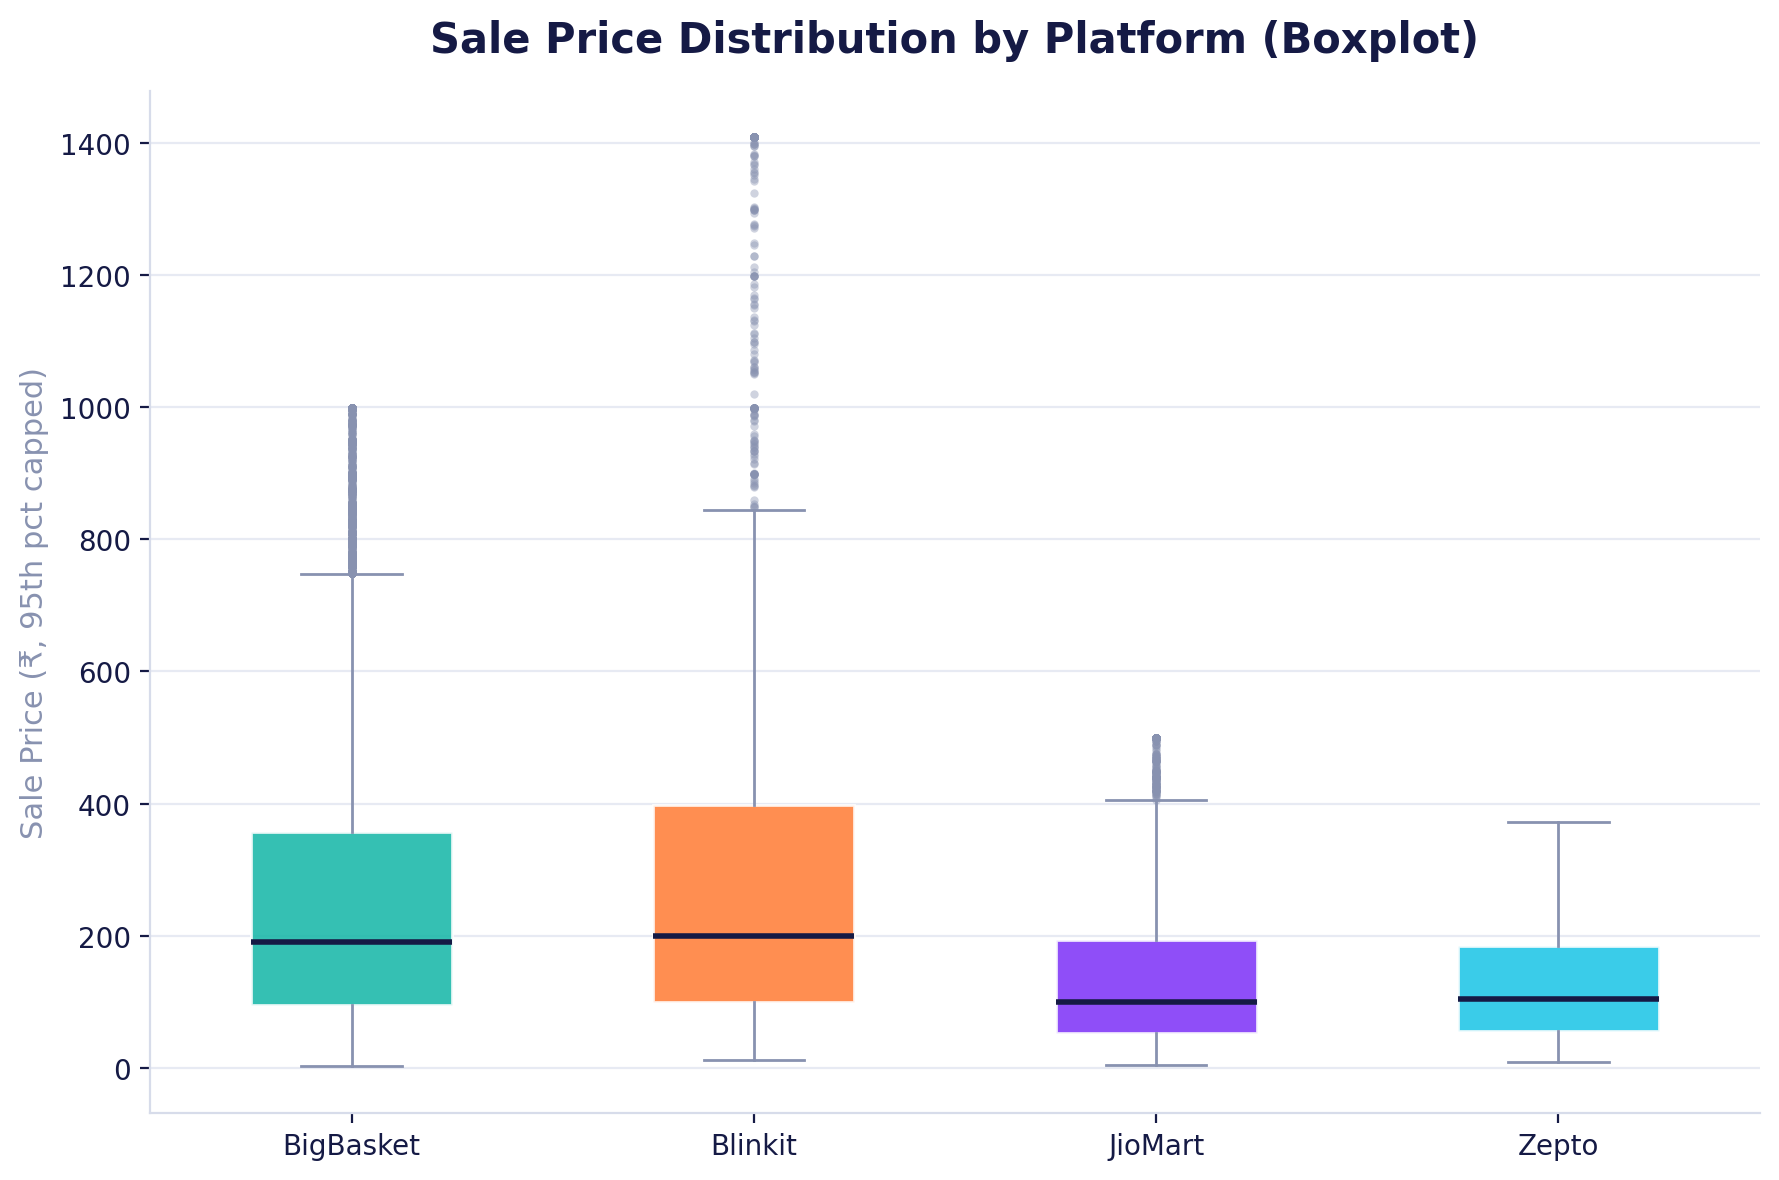 Sale Price Distribution by Platform (Boxplot)
Sale Price (₹, 95th pct capped)
1400
1200
1000
800
600
400
200
0
BigBasket
Blinkit
JioMart
Zepto